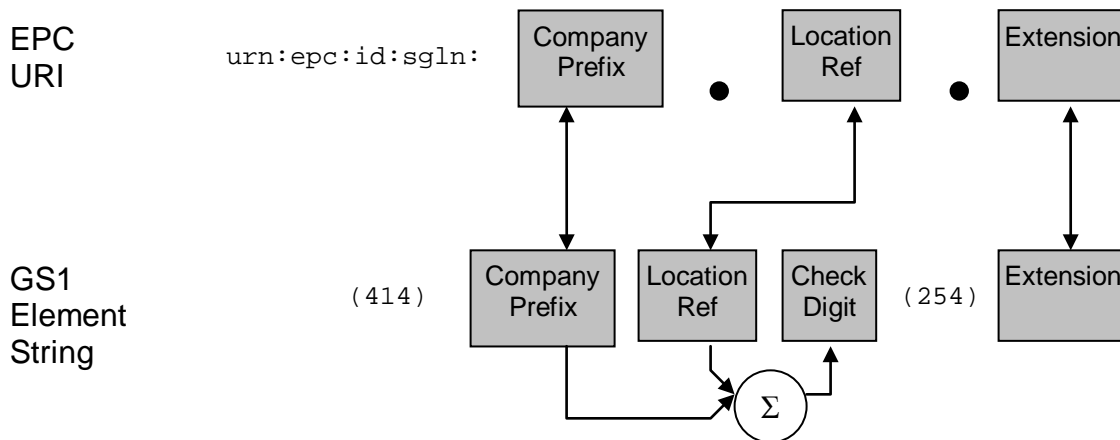 EPC
URI
urn:epc:id:sgln:
Company
Prefix
Location
Ref
Extension
GS1
Element
String
(414)
Company
Prefix
Location
Ref
Check
Digit
(254)
Extension
Σ